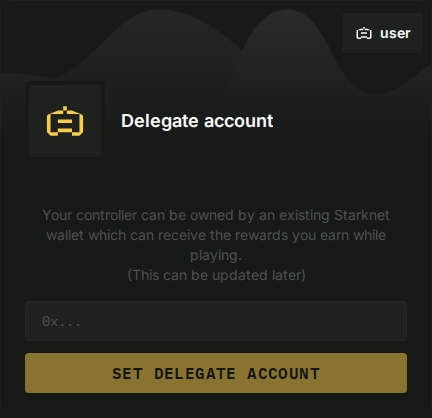 user
Delegate account
Your controller can be owned by an existing Starknet
wallet which can receive the rewards you earn while
playing.
(This can be updated later)
0x...
SET DELEGATE ACCOUNT